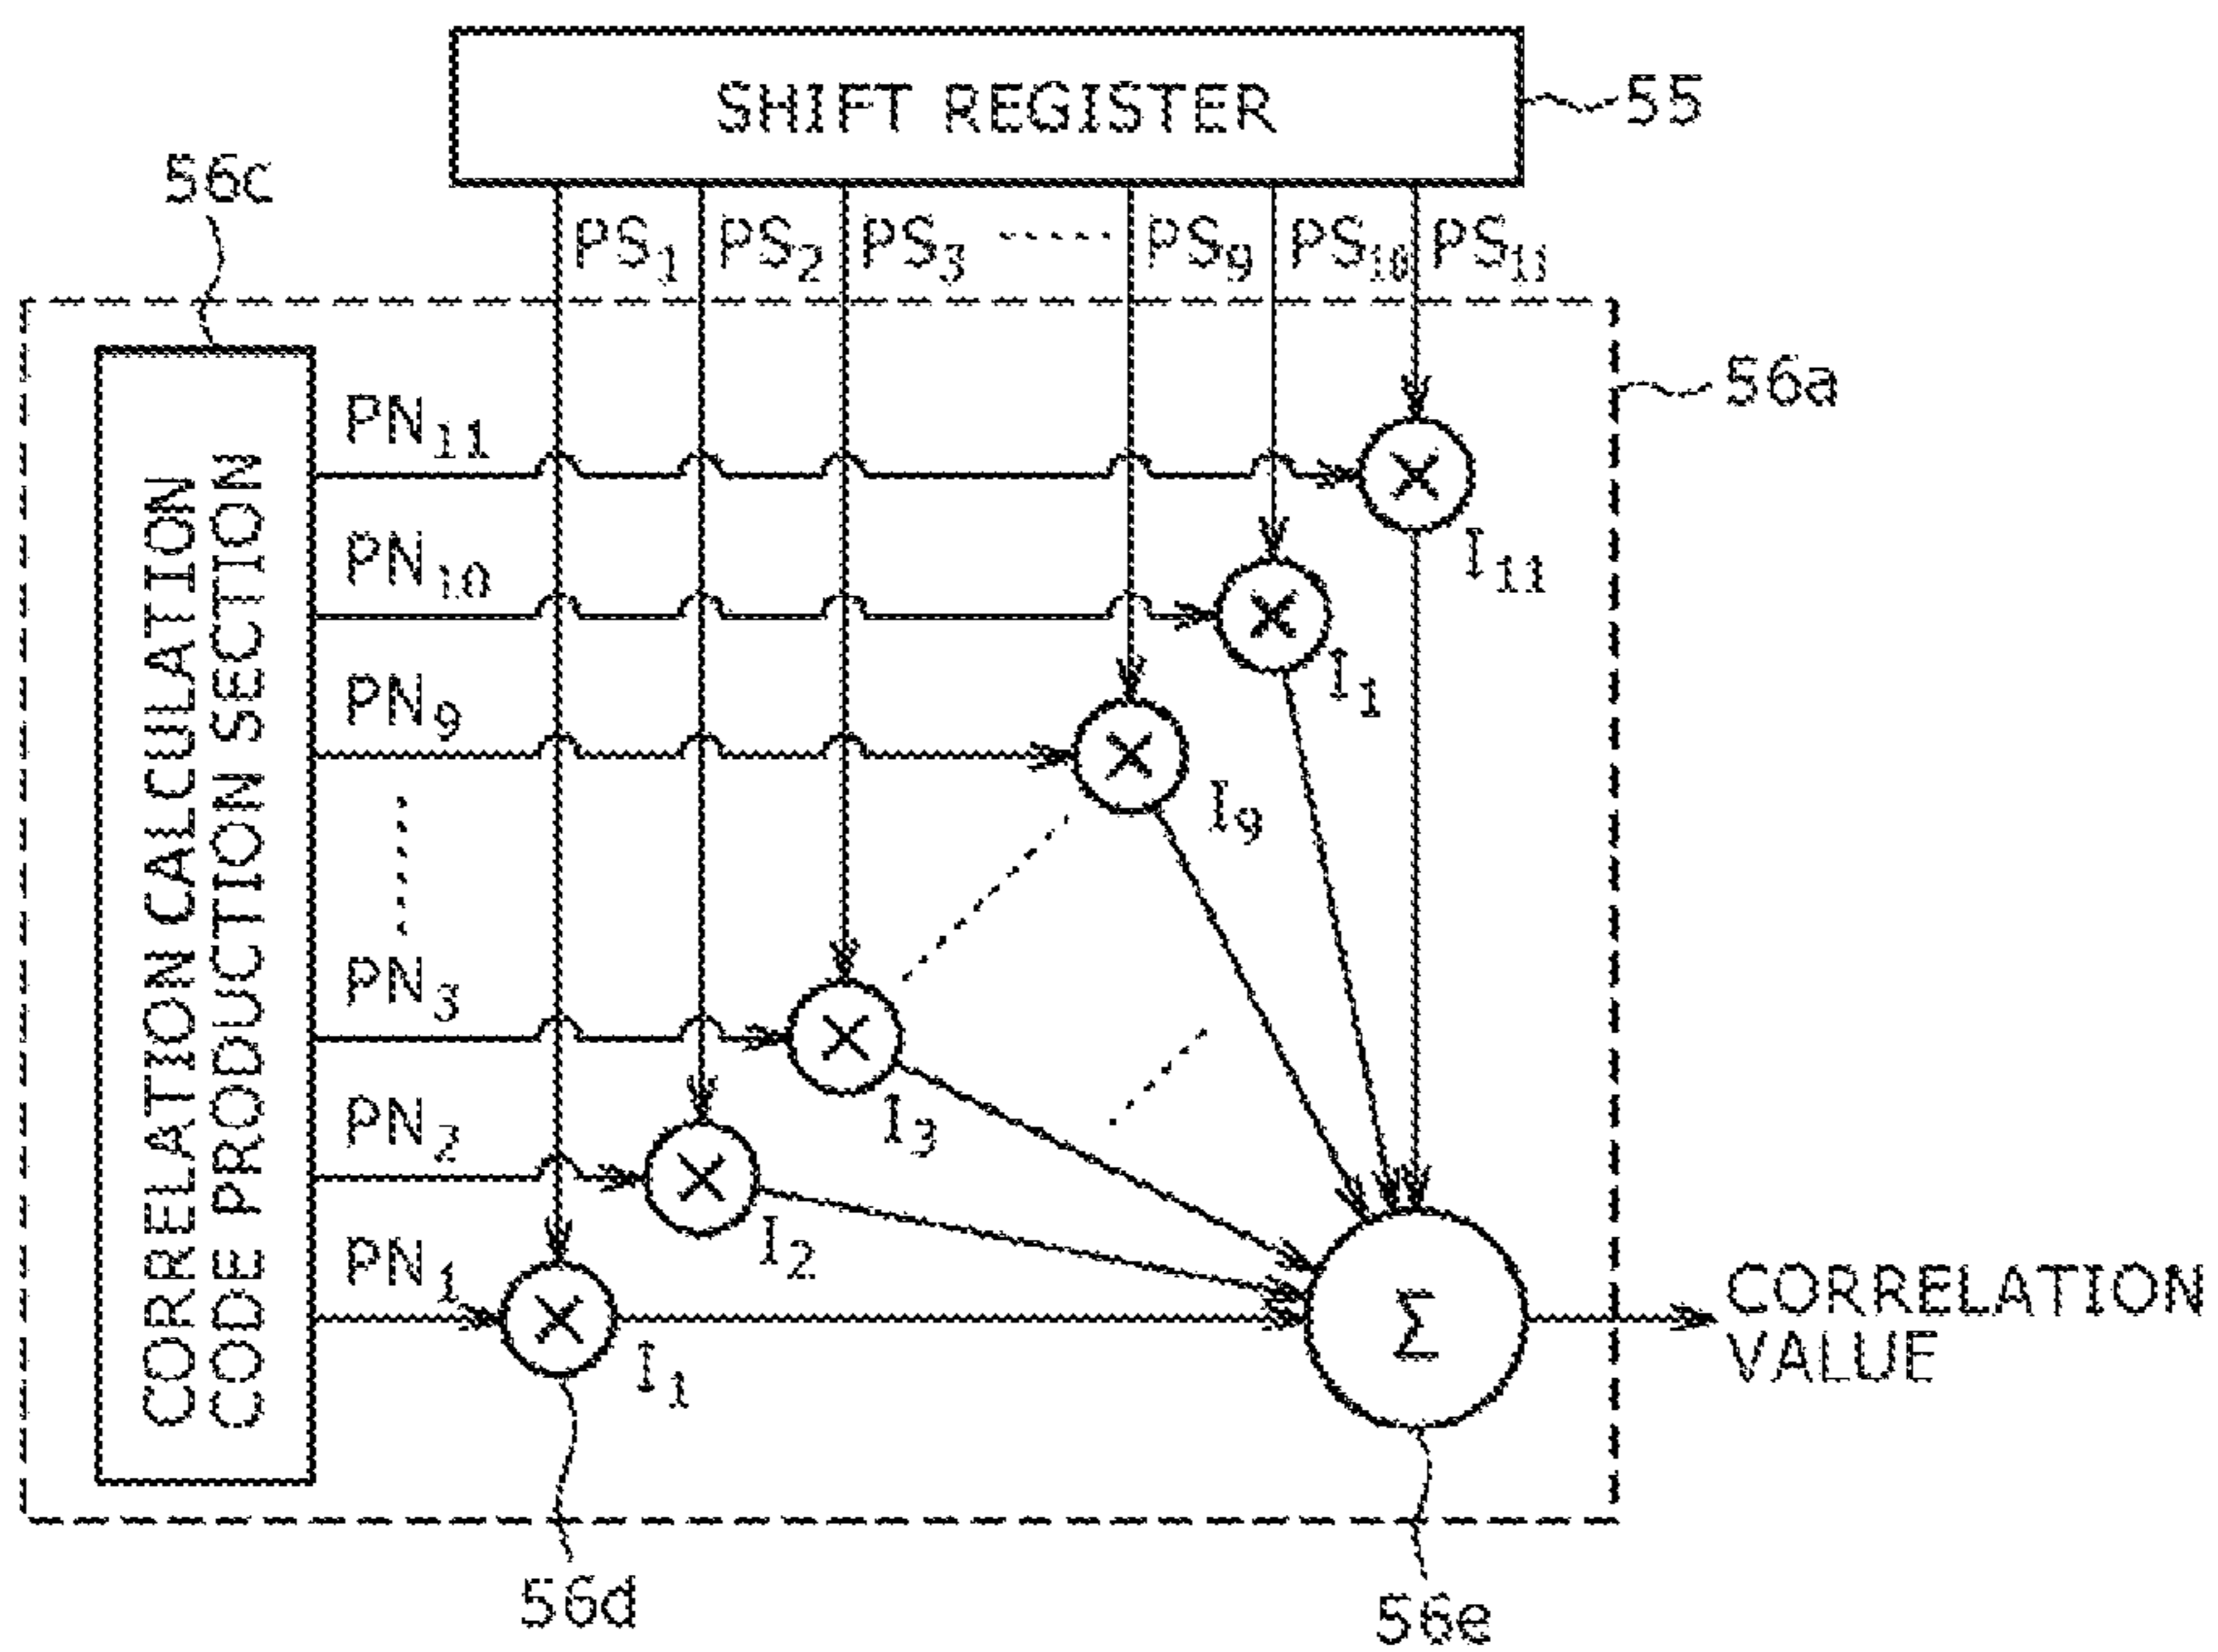 SHIFT REGISTER
55
56c
PS₁ PS₂ PS₃ ..... PS₉ PS₁₀ PS₁₁
56a
PN₁₁
I₁₁
PN₁₀
I₁
PN₉
I₉
PN₃
I₃
PN₂
I₂
PN₁
I₁
CORRELATION CALCULATION
CODE PRODUCTION SECTION
Σ
CORRELATION
VALUE
56d
56e